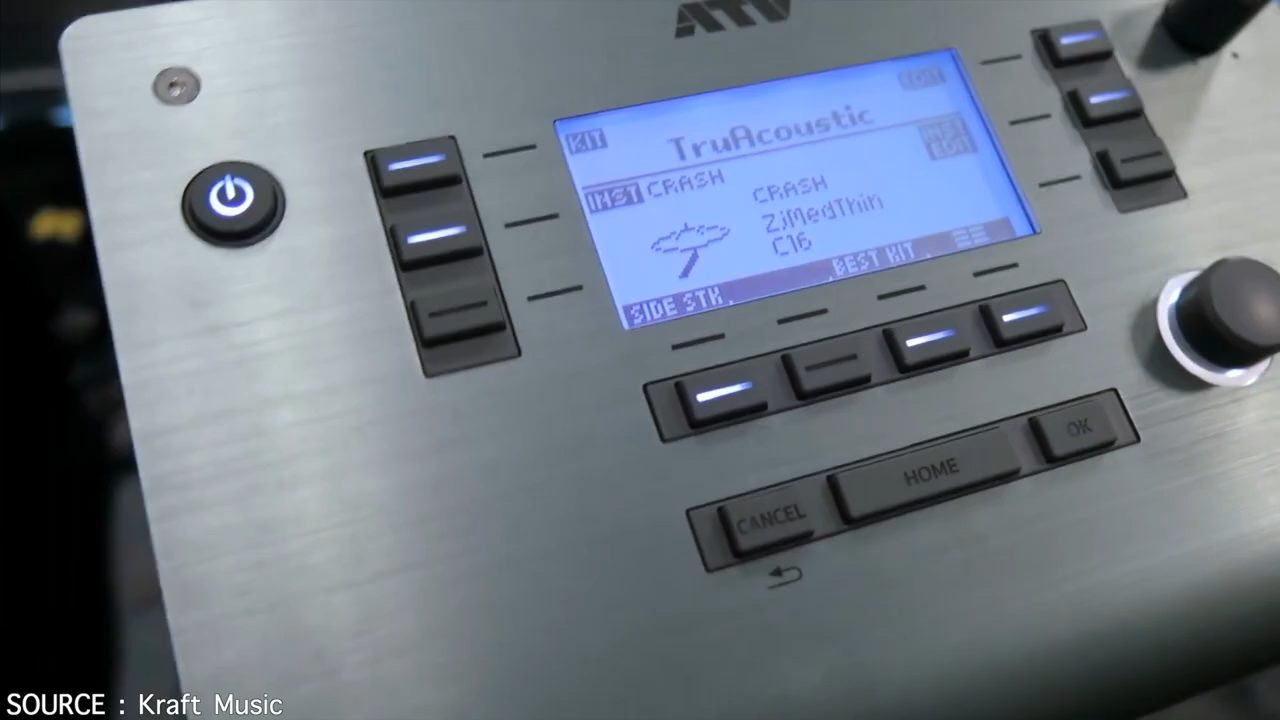 ATV
KIT
EDIT
TruAcoustic
INST
EDIT
INST CRASH
CRASH
ZjMedThin
C16
SIDE STK
BEST KIT
CANCEL
HOME
OK
SOURCE : Kraft Music